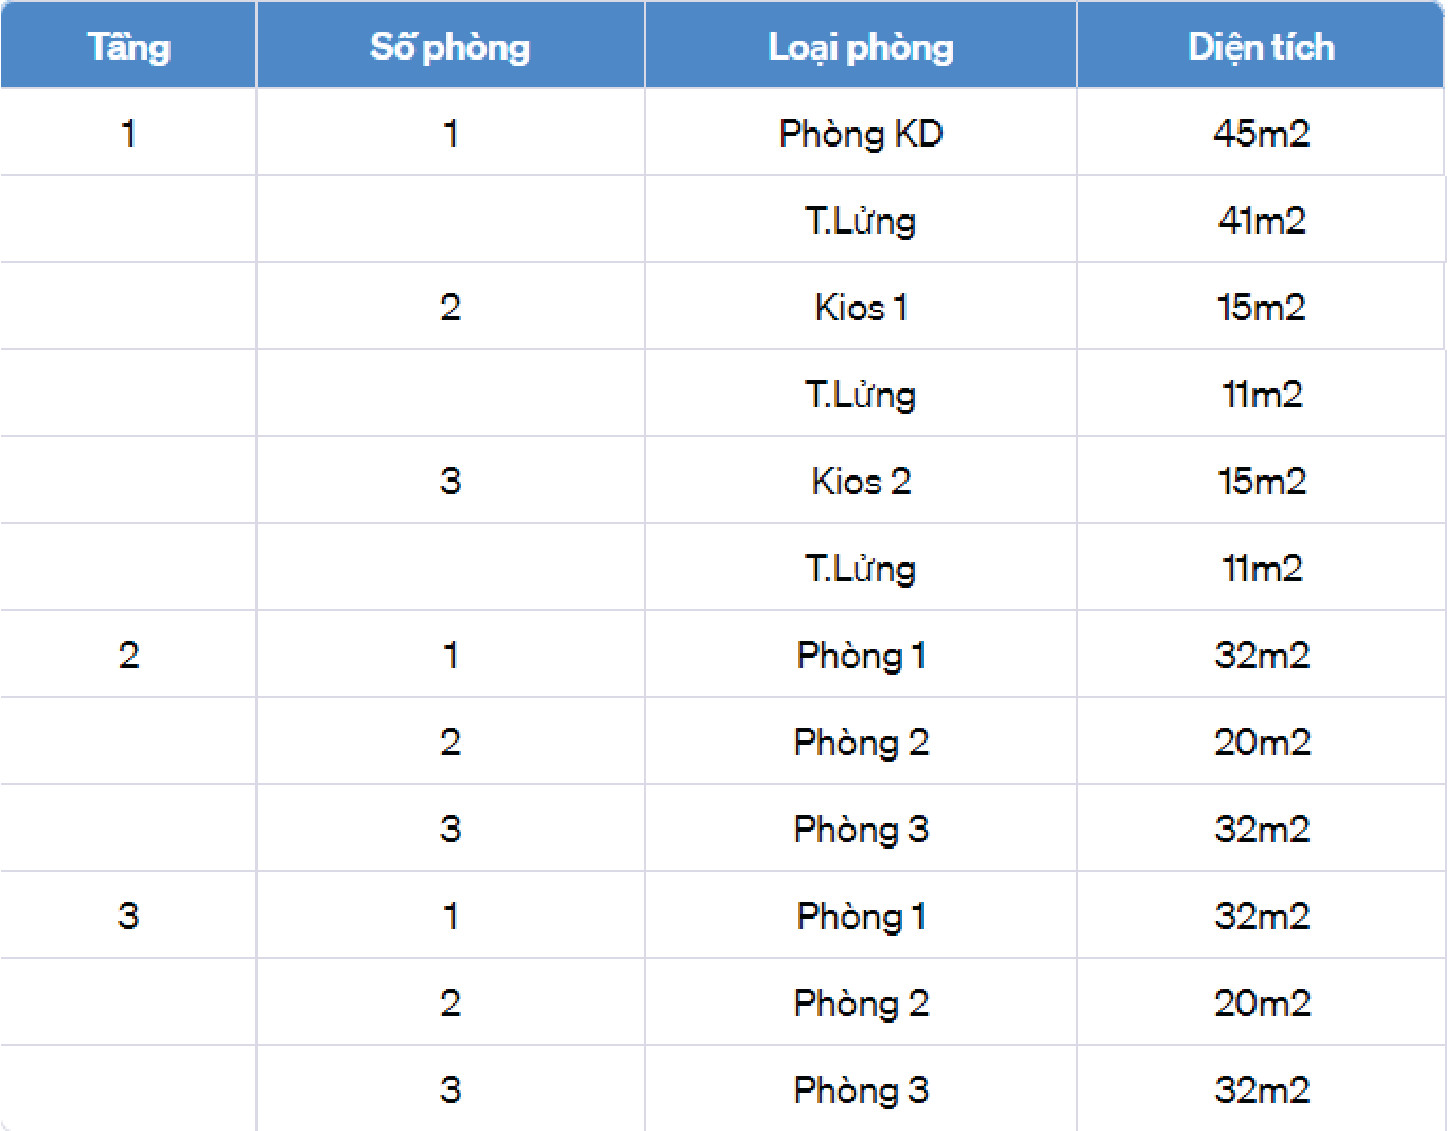 Tầng Số phòng Loại phòng Diện tích
1 1 Phòng KD 45m2
T.Lửng 41m2
2 Kios 1 15m2
T.Lửng 11m2
3 Kios 2 15m2
T.Lửng 11m2
2 1 Phòng 1 32m2
2 Phòng 2 20m2
3 Phòng 3 32m2
3 1 Phòng 1 32m2
2 Phòng 2 20m2
3 Phòng 3 32m2